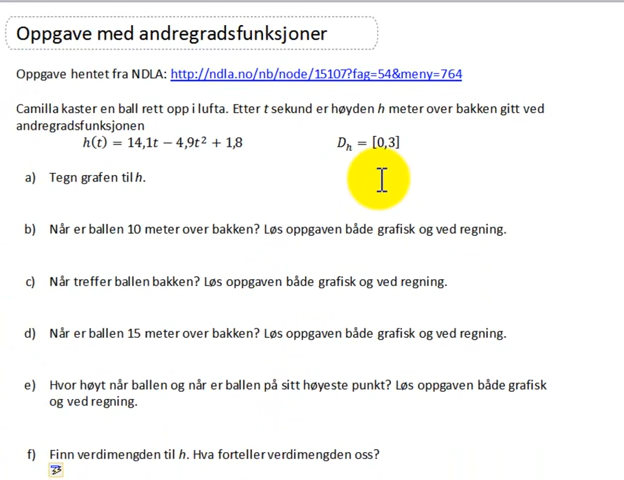 Oppgave med andregradsfunksjoner
Oppgave hentet fra NDLA: http://ndla.no/nb/node/15107?fag=54&meny=764
Camilla kaster en ball rett opp i lufta. Etter t sekund er høyden h meter over bakken gitt ved
andregradsfunksjonen
h(t) = 14,1t − 4,9t² + 1,8 Dₕ = [0,3]
a) Tegn grafen til h.
b) Når er ballen 10 meter over bakken? Løs oppgaven både grafisk og ved regning.
c) Når treffer ballen bakken? Løs oppgaven både grafisk og ved regning.
d) Når er ballen 15 meter over bakken? Løs oppgaven både grafisk og ved regning.
e) Hvor høyt når ballen og når er ballen på sitt høyeste punkt? Løs oppgaven både grafisk
og ved regning.
f) Finn verdimengden til h. Hva forteller verdimengden oss?